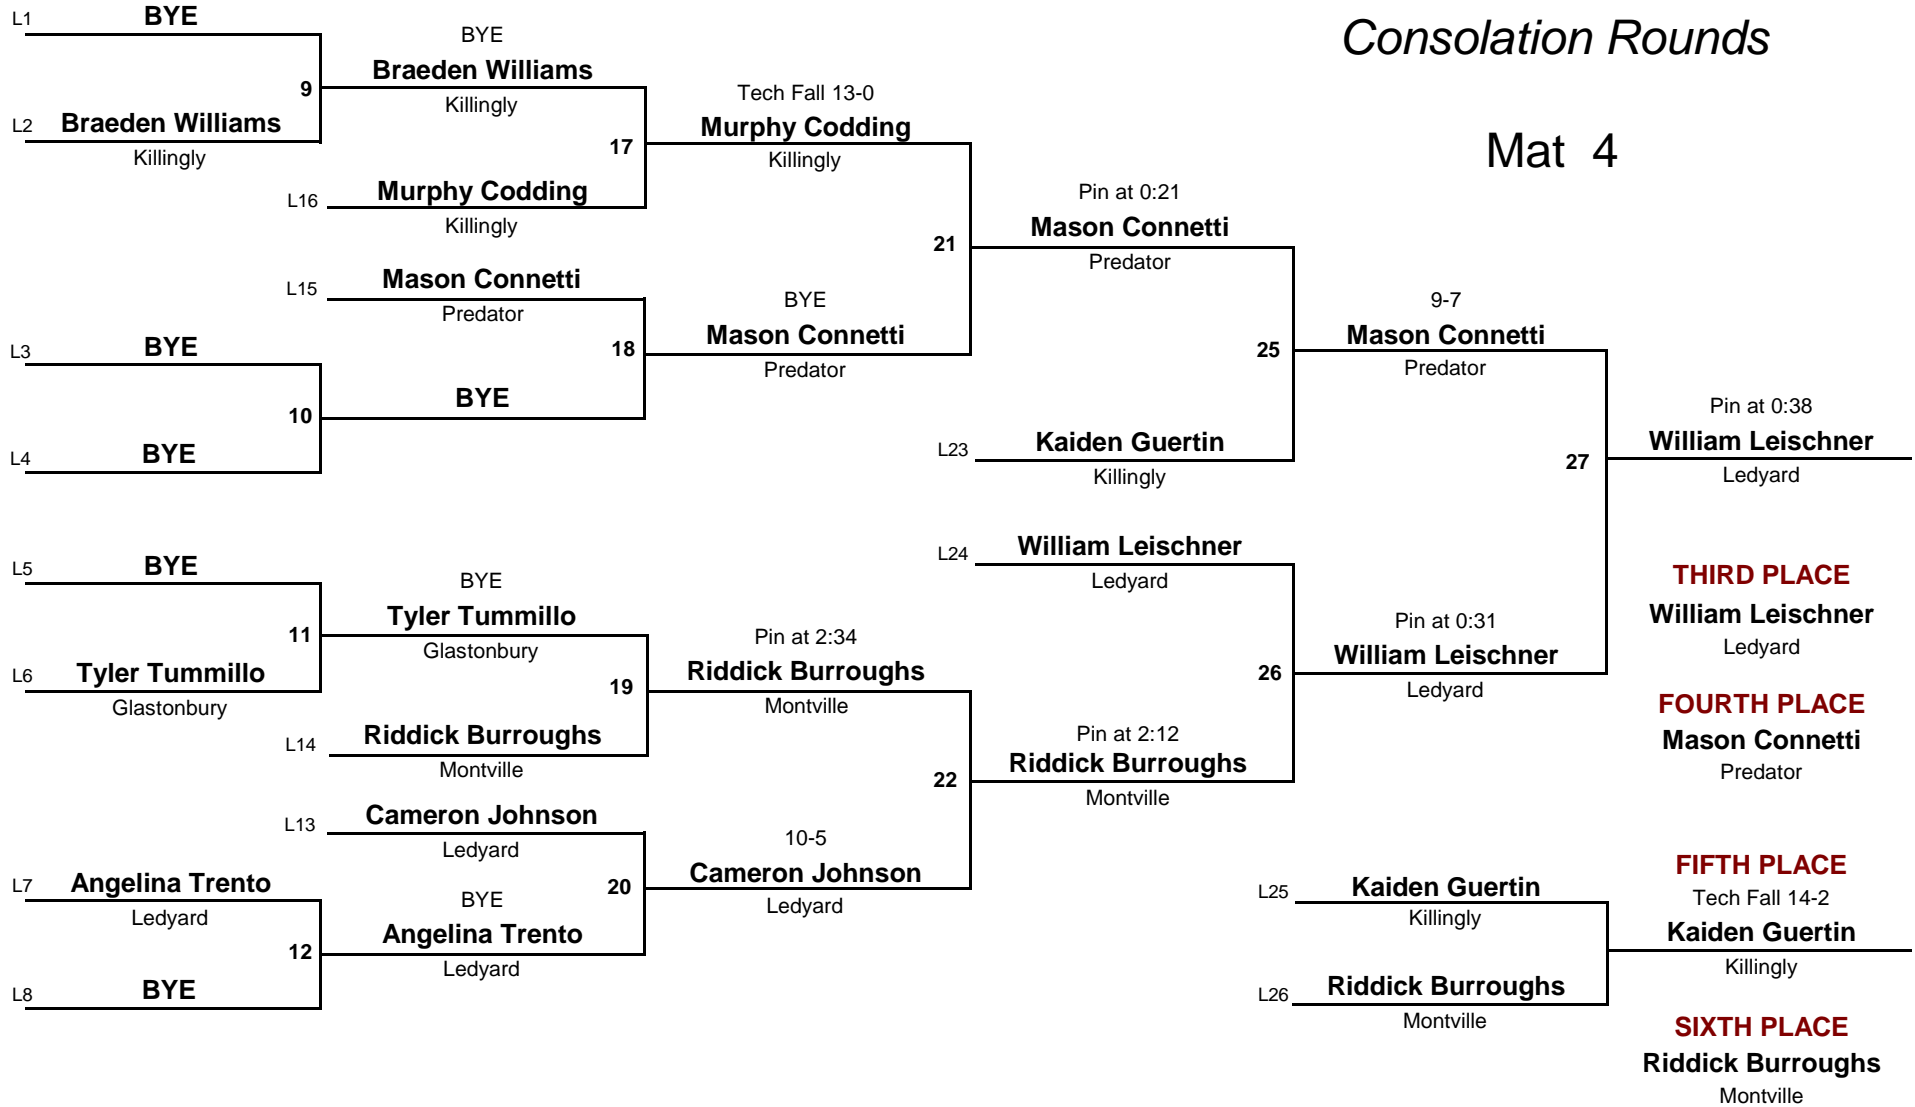 Consolation Rounds
Mat 4
L1
BYE
9
L2
Braeden Williams
Killingly
L3
BYE
10
L4
BYE
L5
BYE
11
L6
Tyler Tummillo
Glastonbury
L7
Angelina Trento
Ledyard
12
L8
BYE
BYE
Braeden Williams
Killingly
17
L16
Murphy Codding
Killingly
L15
Mason Connetti
Predator
18
BYE
BYE
Tyler Tummillo
Glastonbury
19
L14
Riddick Burroughs
Montville
L13
Cameron Johnson
Ledyard
20
BYE
Angelina Trento
Ledyard
Tech Fall 13-0
Murphy Codding
Killingly
21
BYE
Mason Connetti
Predator
Pin at 2:34
Riddick Burroughs
Montville
22
10-5
Cameron Johnson
Ledyard
Pin at 0:21
Mason Connetti
Predator
25
L23
Kaiden Guertin
Killingly
L24
William Leischner
Ledyard
26
Pin at 2:12
Riddick Burroughs
Montville
9-7
Mason Connetti
Predator
27
Pin at 0:31
William Leischner
Ledyard
L25
Kaiden Guertin
Killingly
L26
Riddick Burroughs
Montville
Pin at 0:38
William Leischner
Ledyard
THIRD PLACE
William Leischner
Ledyard
FOURTH PLACE
Mason Connetti
Predator
FIFTH PLACE
Tech Fall 14-2
Kaiden Guertin
Killingly
SIXTH PLACE
Riddick Burroughs
Montville